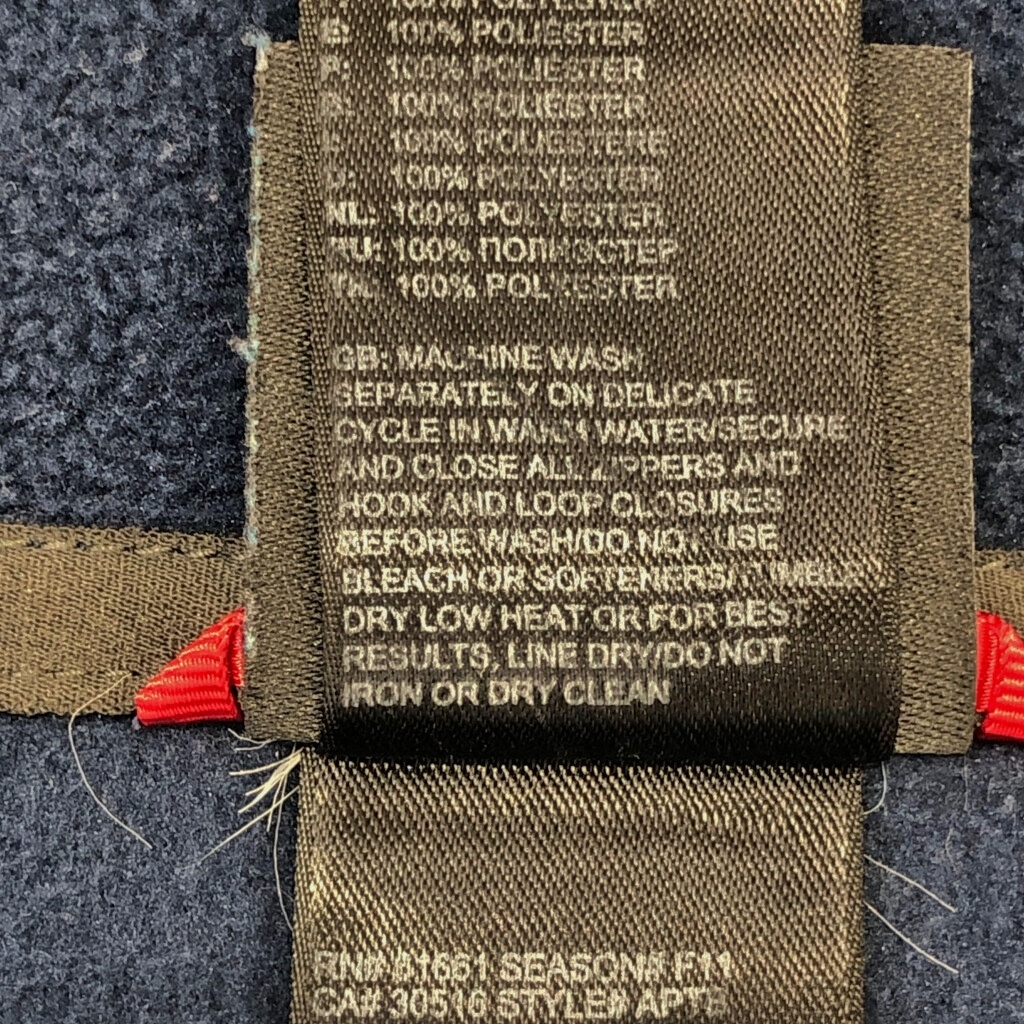 100% POLYESTER
E: 100% POLIESTER
P: 100% POLIESTER
100% POLIESTER
100% POLIESTERE
100% POLYESTER
NL: 100% POLYESTER
RU: 100% ПОЛИЭСТЕР
100% POLYESTER
GB: MACHINE WASH
SEPARATELY ON DELICATE
CYCLE IN WARM WATER/SECURE
AND CLOSE ALL ZIPPERS AND
HOOK AND LOOP CLOSURES
BEFORE WASH/DO NOT USE
BLEACH OR SOFTENERS/TUMBLE
DRY LOW HEAT OR FOR BEST
RESULTS, LINE DRY/DO NOT
IRON OR DRY CLEAN
RN# 61661 SEASON# F11
CA# 30516 STYLE#